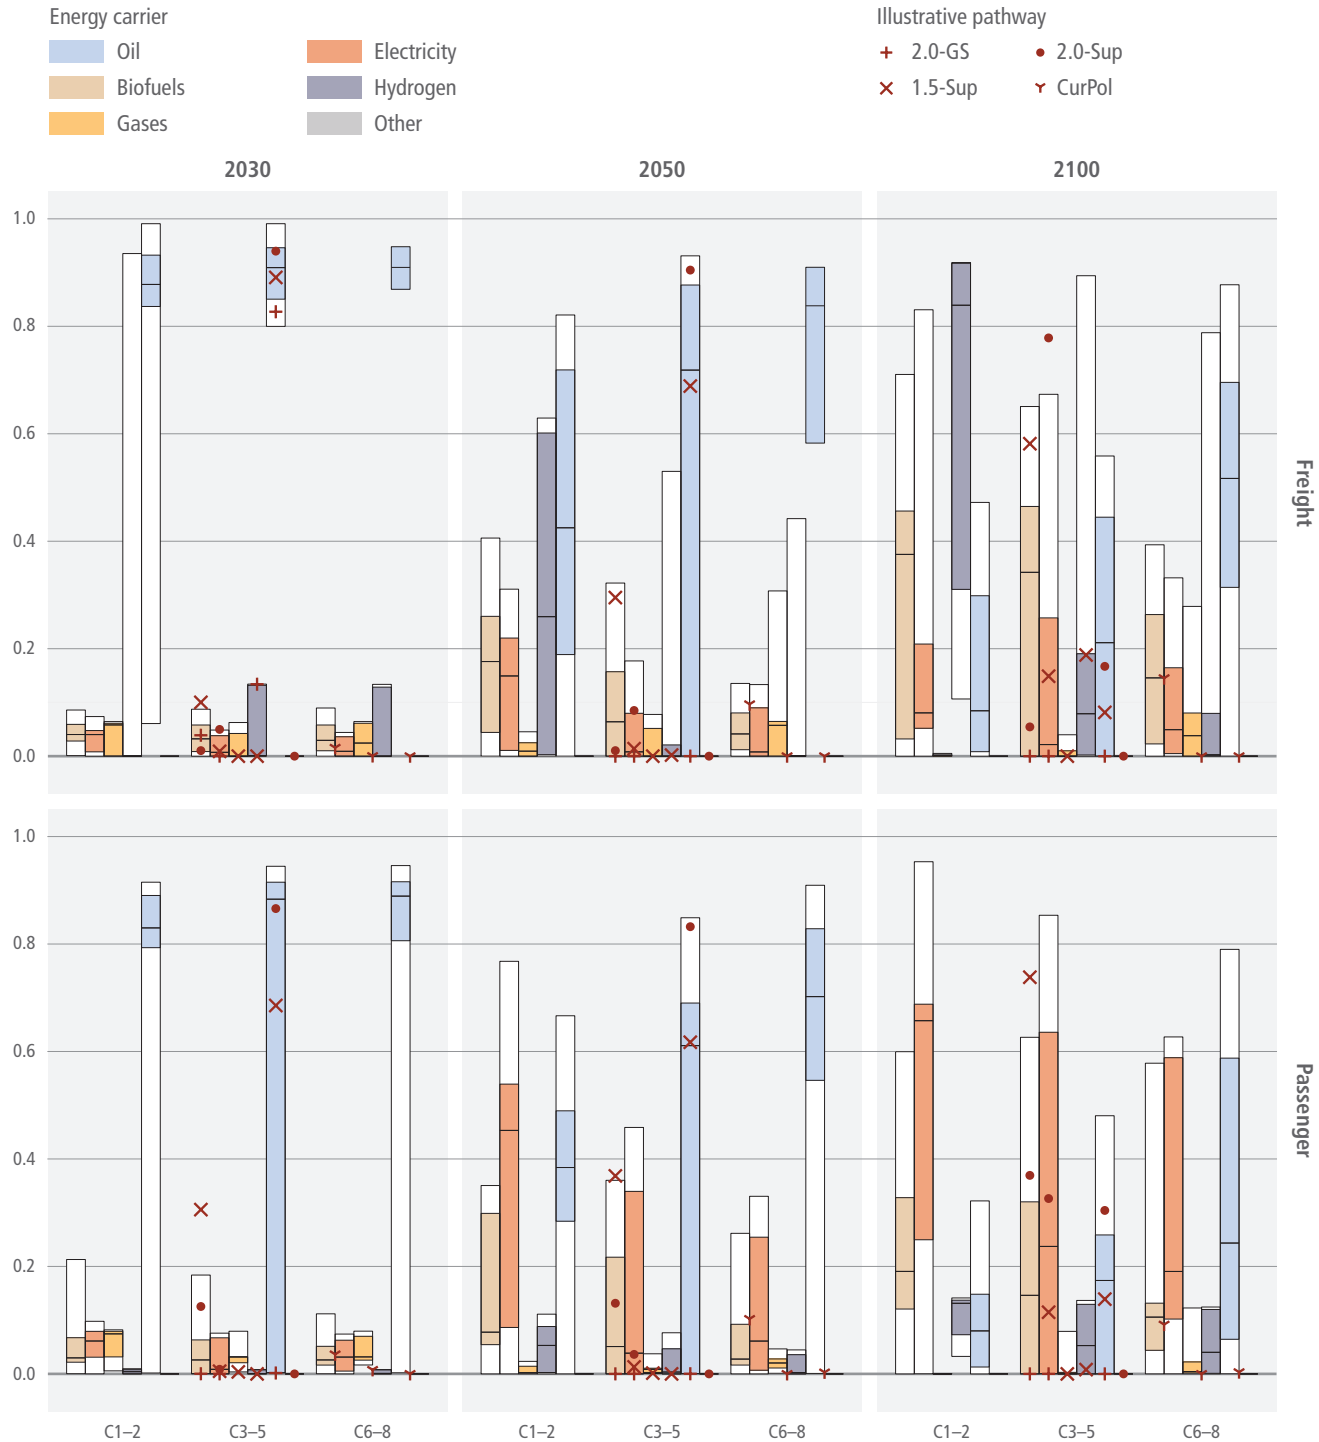 Energy carrier
Illustrative pathway
Oil
Electricity
2.0-GS
2.0-Sup
Biofuels
Hydrogen
1.5-Sup
CurPol
Gases
Other
2030
2050
2100
1.0
0.8
0.6
0.4
0.2
0.0
Freight
1.0
0.8
0.6
0.4
0.2
0.0
Passenger
C1–2
C3–5
C6–8
C1–2
C3–5
C6–8
C1–2
C3–5
C6–8